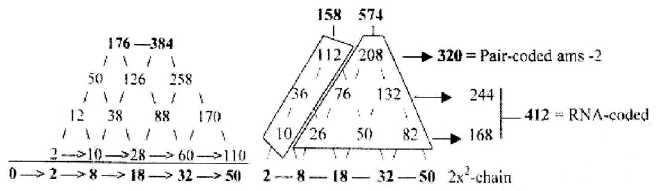 158 574
176 — 384
112 208 320 = Pair-coded ams -2
50 126 258
36 76 132 244
412 = RNA-coded
12 38 88 170
10 26 50 82 168
2 —> 10 —> 28 —> 60 —> 110
0 —> 2 —> 8 —> 18 —> 32 —> 50
2 — 8 — 18 — 32 — 50 2x²-chain